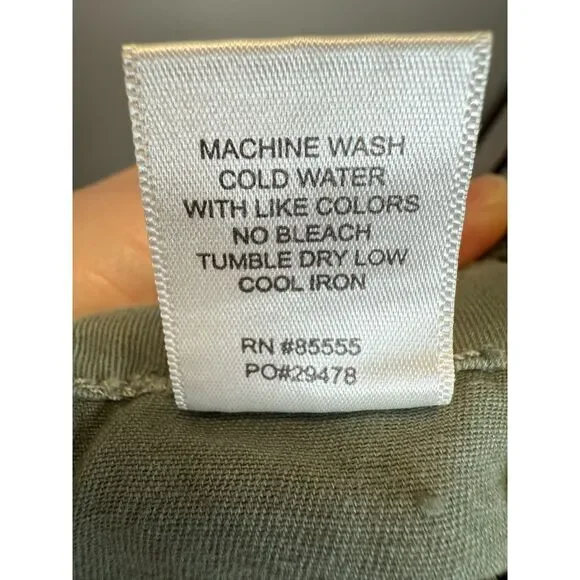 MACHINE WASH
COLD WATER
WITH LIKE COLORS
NO BLEACH
TUMBLE DRY LOW
COOL IRON
RN #85555
PO#29478